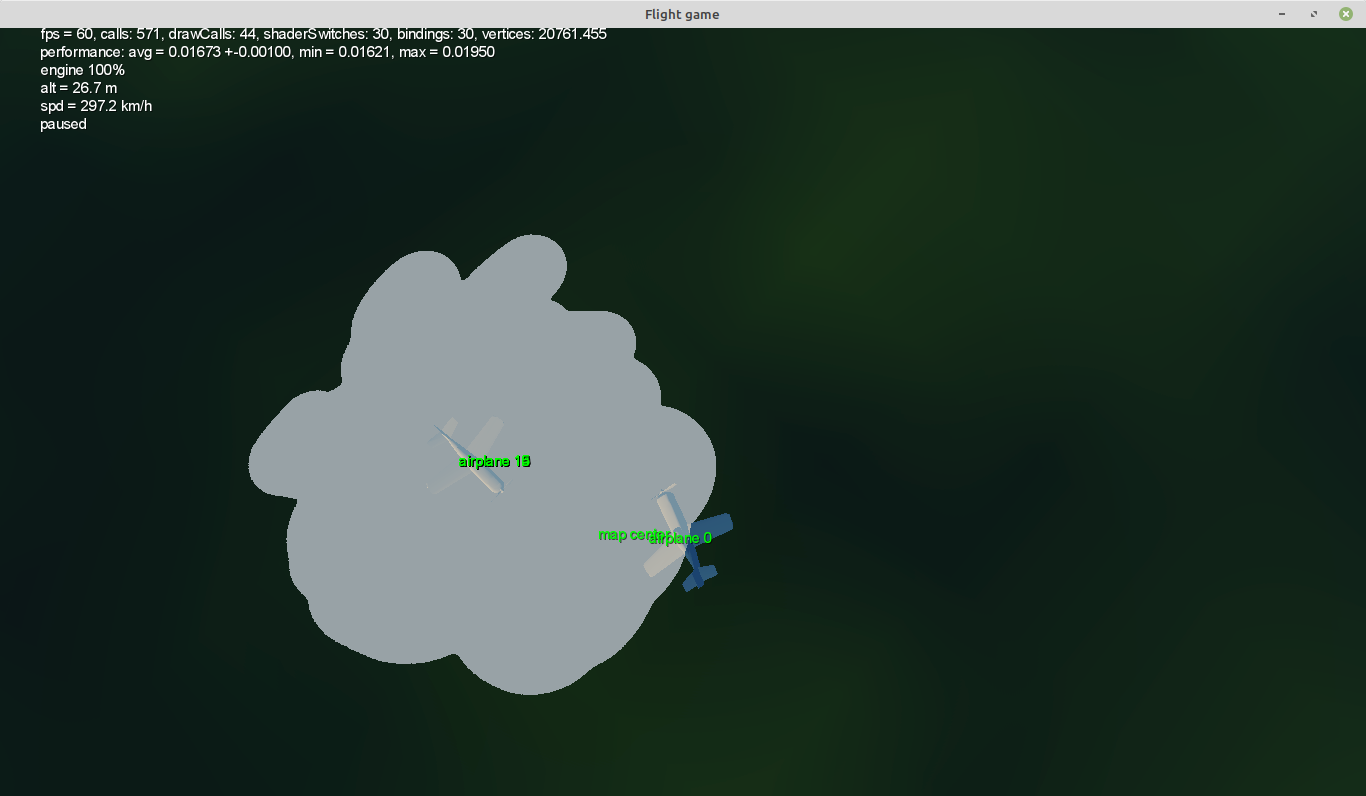 Flight game
fps = 60, calls: 571, drawCalls: 44, shaderSwitches: 30, bindings: 30, vertices: 20761.455
performance: avg = 0.01673 +-0.00100, min = 0.01621, max = 0.01950
engine 100%
alt = 26.7 m
spd = 297.2 km/h
paused
airplane
map center
airplane 0